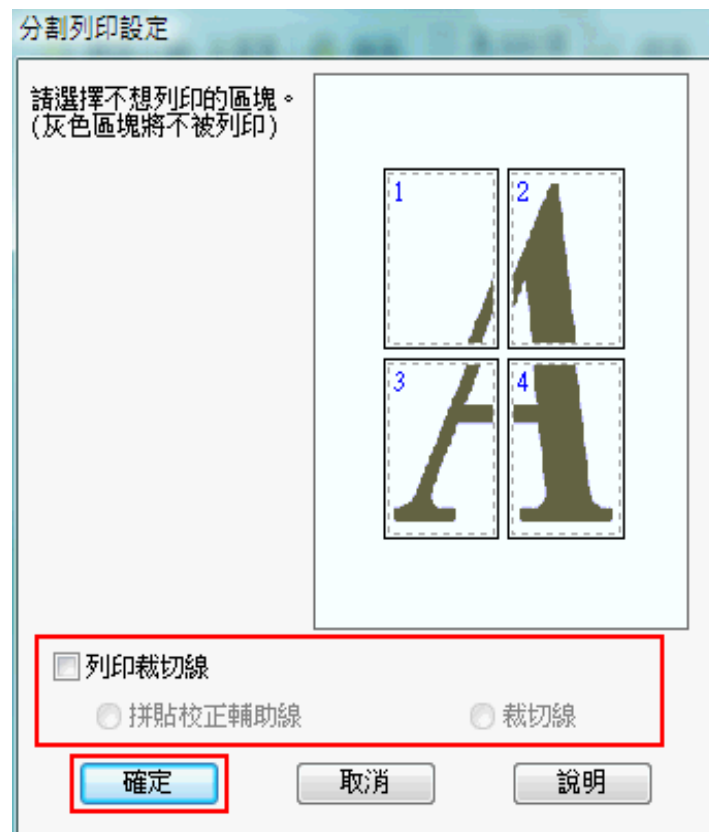 分割列印設定
請選擇不想列印的區塊。
(灰色區塊將不被列印)
1 2
3 4
列印裁切線
拼貼校正輔助線 裁切線
確定 取消 說明